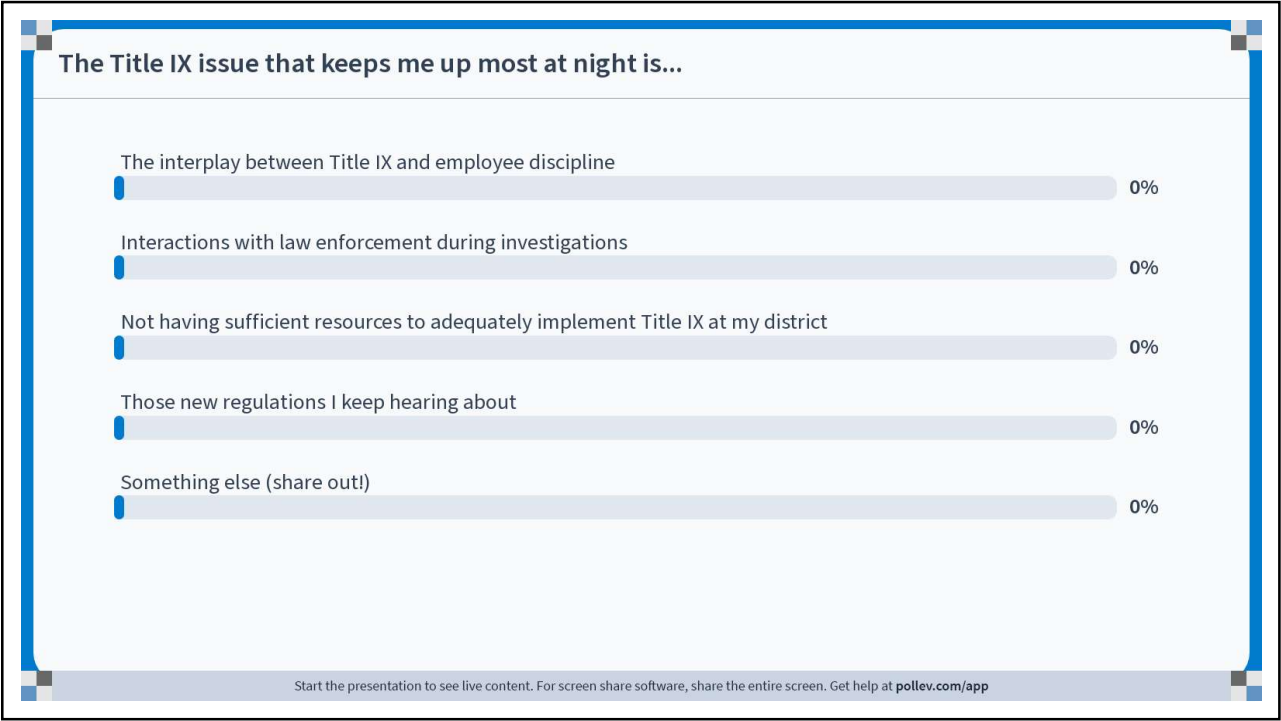 The Title IX issue that keeps me up most at night is...
The interplay between Title IX and employee discipline
0%
Interactions with law enforcement during investigations
0%
Not having sufficient resources to adequately implement Title IX at my district
0%
Those new regulations I keep hearing about
0%
Something else (share out!)
0%
Start the presentation to see live content. For screen share software, share the entire screen. Get help at pollev.com/app